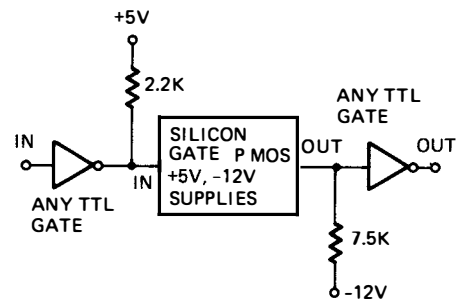 +5V
2.2K
IN
ANY TTL
GATE
IN
SILICON
GATE P MOS
+5V, -12V
SUPPLIES
OUT
ANY TTL
GATE
OUT
7.5K
-12V